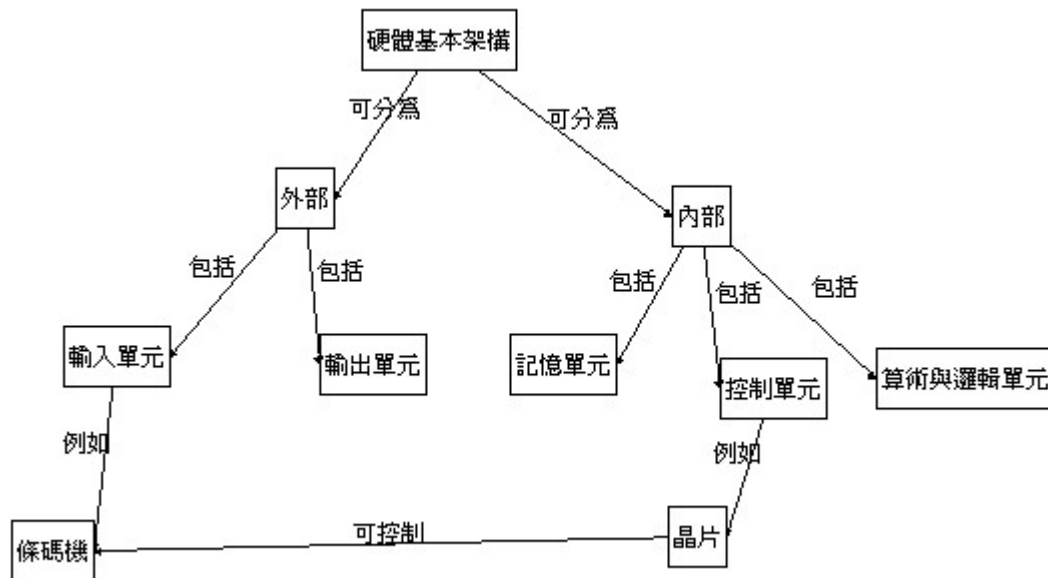 硬體基本架構
可分爲
可分爲
外部
內部
包括
包括
包括
包括
包括
輸入單元
輸出單元
記憶單元
控制單元
算術與邏輯單元
例如
例如
條碼機
可控制
晶片